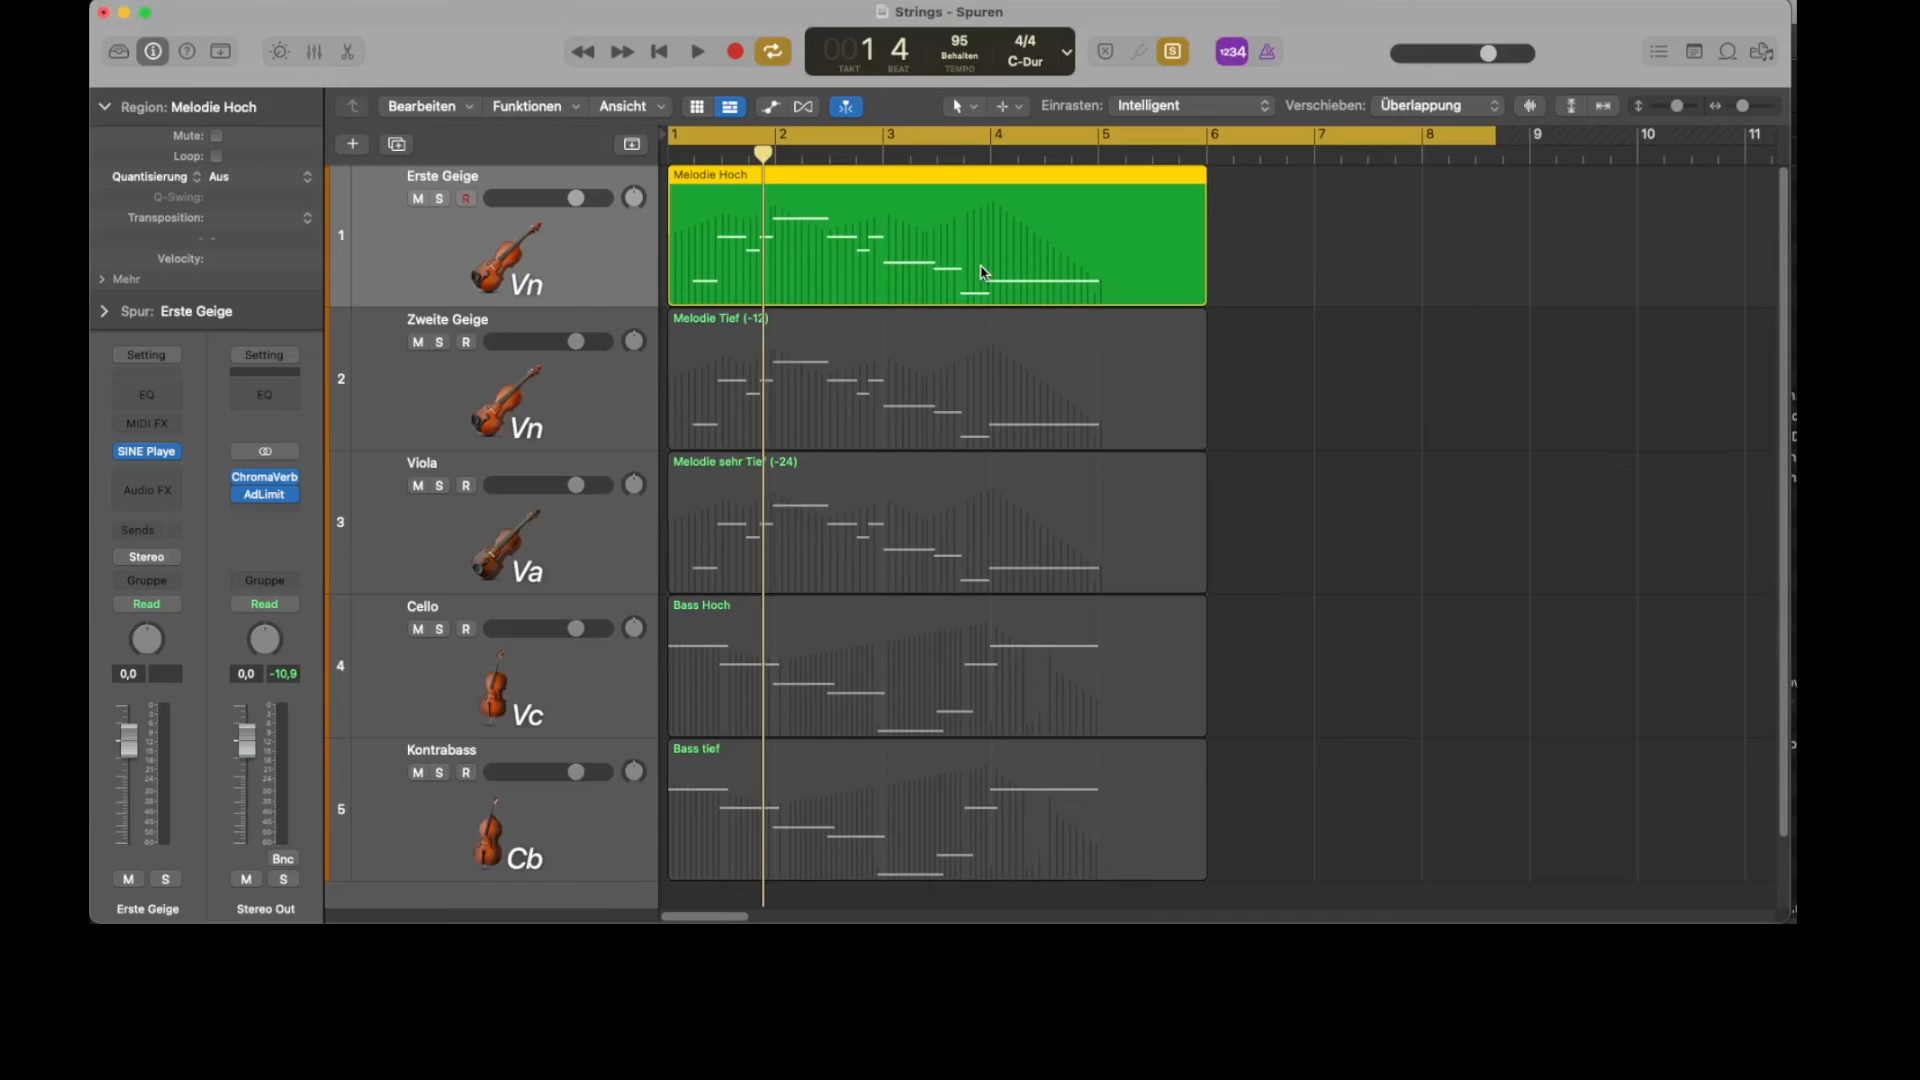 Strings - Spuren
001 4
TAKT BEAT
95
Behalten
TEMPO
4/4
C-Dur
1234
Region: Melodie Hoch
Mute:
Loop:
Quantisierung Aus
Q-Swing:
Transposition:
- -
Velocity:
Mehr
Spur: Erste Geige
Bearbeiten Funktionen Ansicht
Einrasten: Intelligent
Verschieben: Überlappung
1 2 3 4 5 6 7 8 9 10 11
1
Erste Geige
M S R
Vn
Melodie Hoch
2
Zweite Geige
M S R
Vn
Melodie Tief (-12)
3
Viola
M S R
Va
Melodie sehr Tief (-24)
4
Cello
M S R
Vc
Bass Hoch
5
Kontrabass
M S R
Cb
Bass tief
Setting Setting
EQ EQ
MIDI FX
SINE Playe
ChromaVerb
Audio FX
AdLimit
Sends
Stereo
Gruppe Gruppe
Read Read
0,0 0,0 -10,9
Bnc
M S M S
Erste Geige Stereo Out